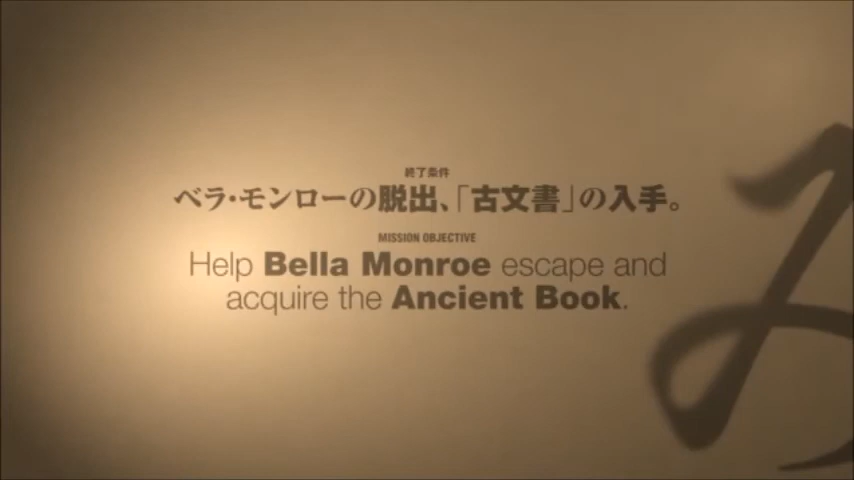 終了条件
ベラ・モンローの脱出、「古文書」の入手。
MISSION OBJECTIVE
Help Bella Monroe escape and
acquire the Ancient Book.
み